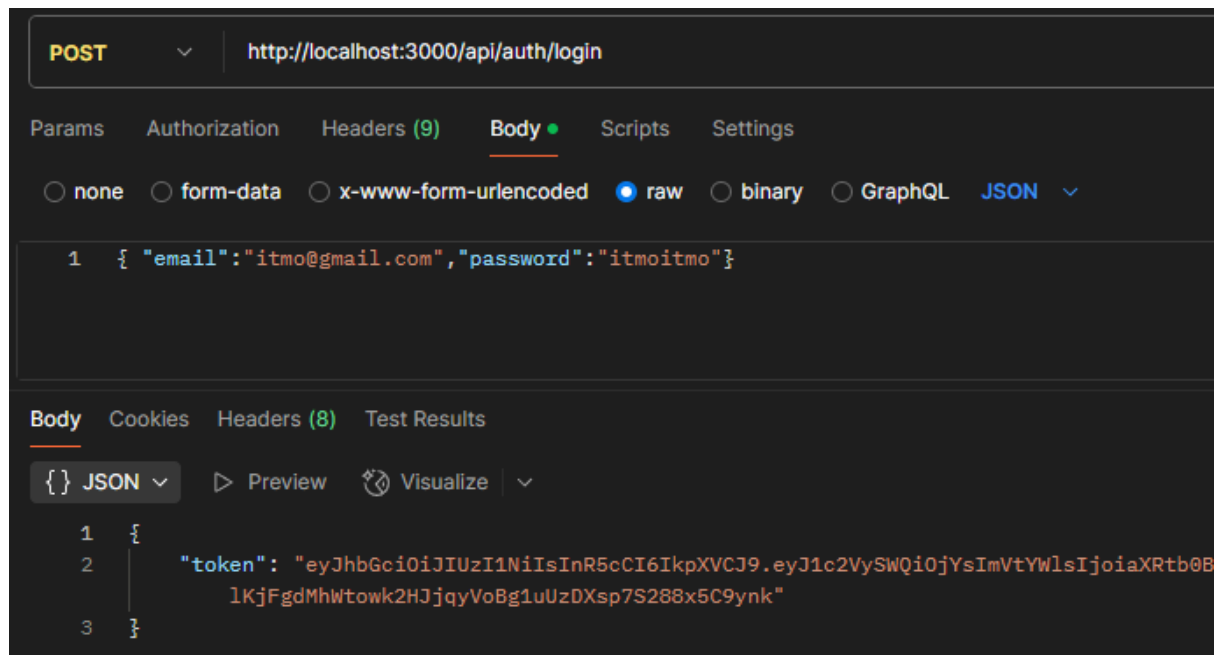 POST http://localhost:3000/api/auth/login
Params Authorization Headers (9) Body Scripts Settings
none form-data x-www-form-urlencoded raw binary GraphQL JSON
1 { "email":"itmo@gmail.com","password":"itmoitmo"}
Body Cookies Headers (8) Test Results
{} JSON Preview Visualize
1 {
2 "token": "eyJhbGciOiJIUzI1NiIsInR5cCI6IkpXVCJ9.eyJ1c2VySWQiOjYsImVtYWlsIjoiaXRtb0B
lKjFgdMhWtowk2HJjqyVoBg1uUzDXsp7S288x5C9ynk"
3 }